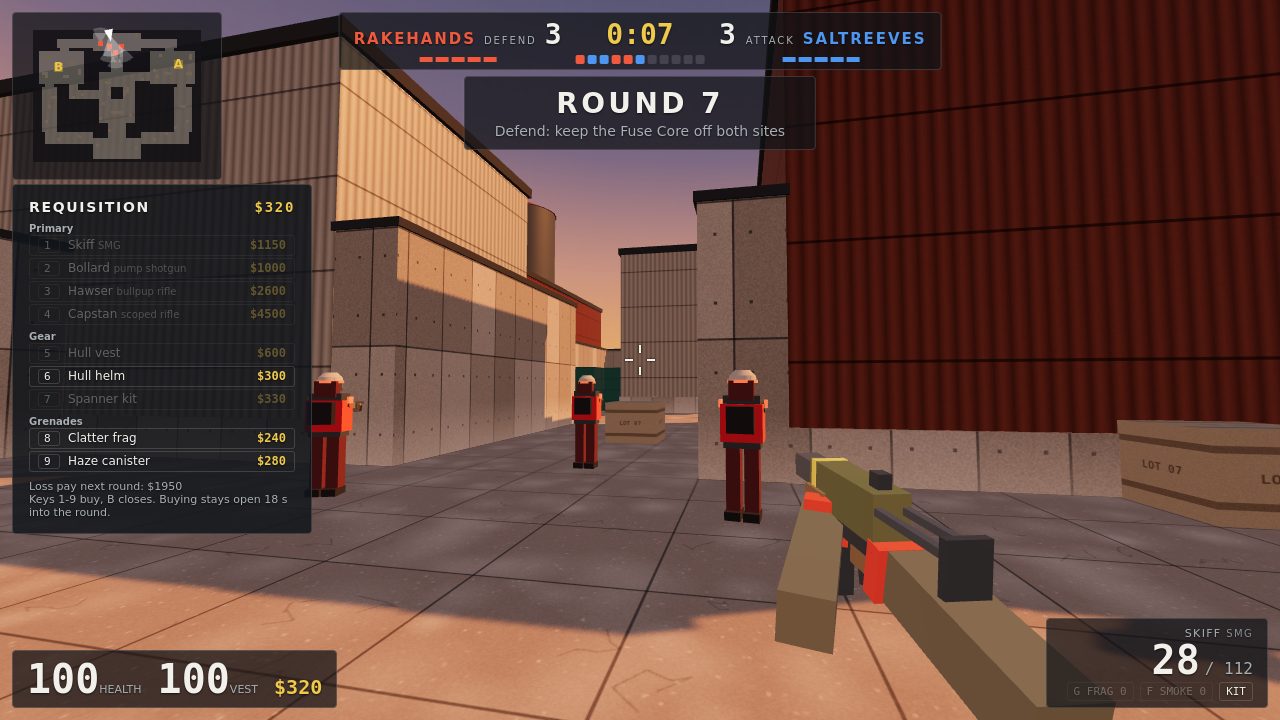 RAKEHANDS DEFEND 3 0:07 3 ATTACK SALTREEVES
B A
ROUND 7
Defend: keep the Fuse Core off both sites
REQUISITION $320
Primary
1 Skiff SMG $1150
2 Bollard pump shotgun $1000
3 Hawser bullpup rifle $2600
4 Capstan scoped rifle $4500
Gear
5 Hull vest $600
6 Hull helm $300
7 Spanner kit $330
Grenades
8 Clatter frag $240
9 Haze canister $280
Loss pay next round: $1950
Keys 1-9 buy, B closes. Buying stays open 18 s
into the round.
LOT 07
LOT 07
LO
100 HEALTH 100 VEST $320
SKIFF SMG
28 / 112
G FRAG 0 F SMOKE 0 KIT